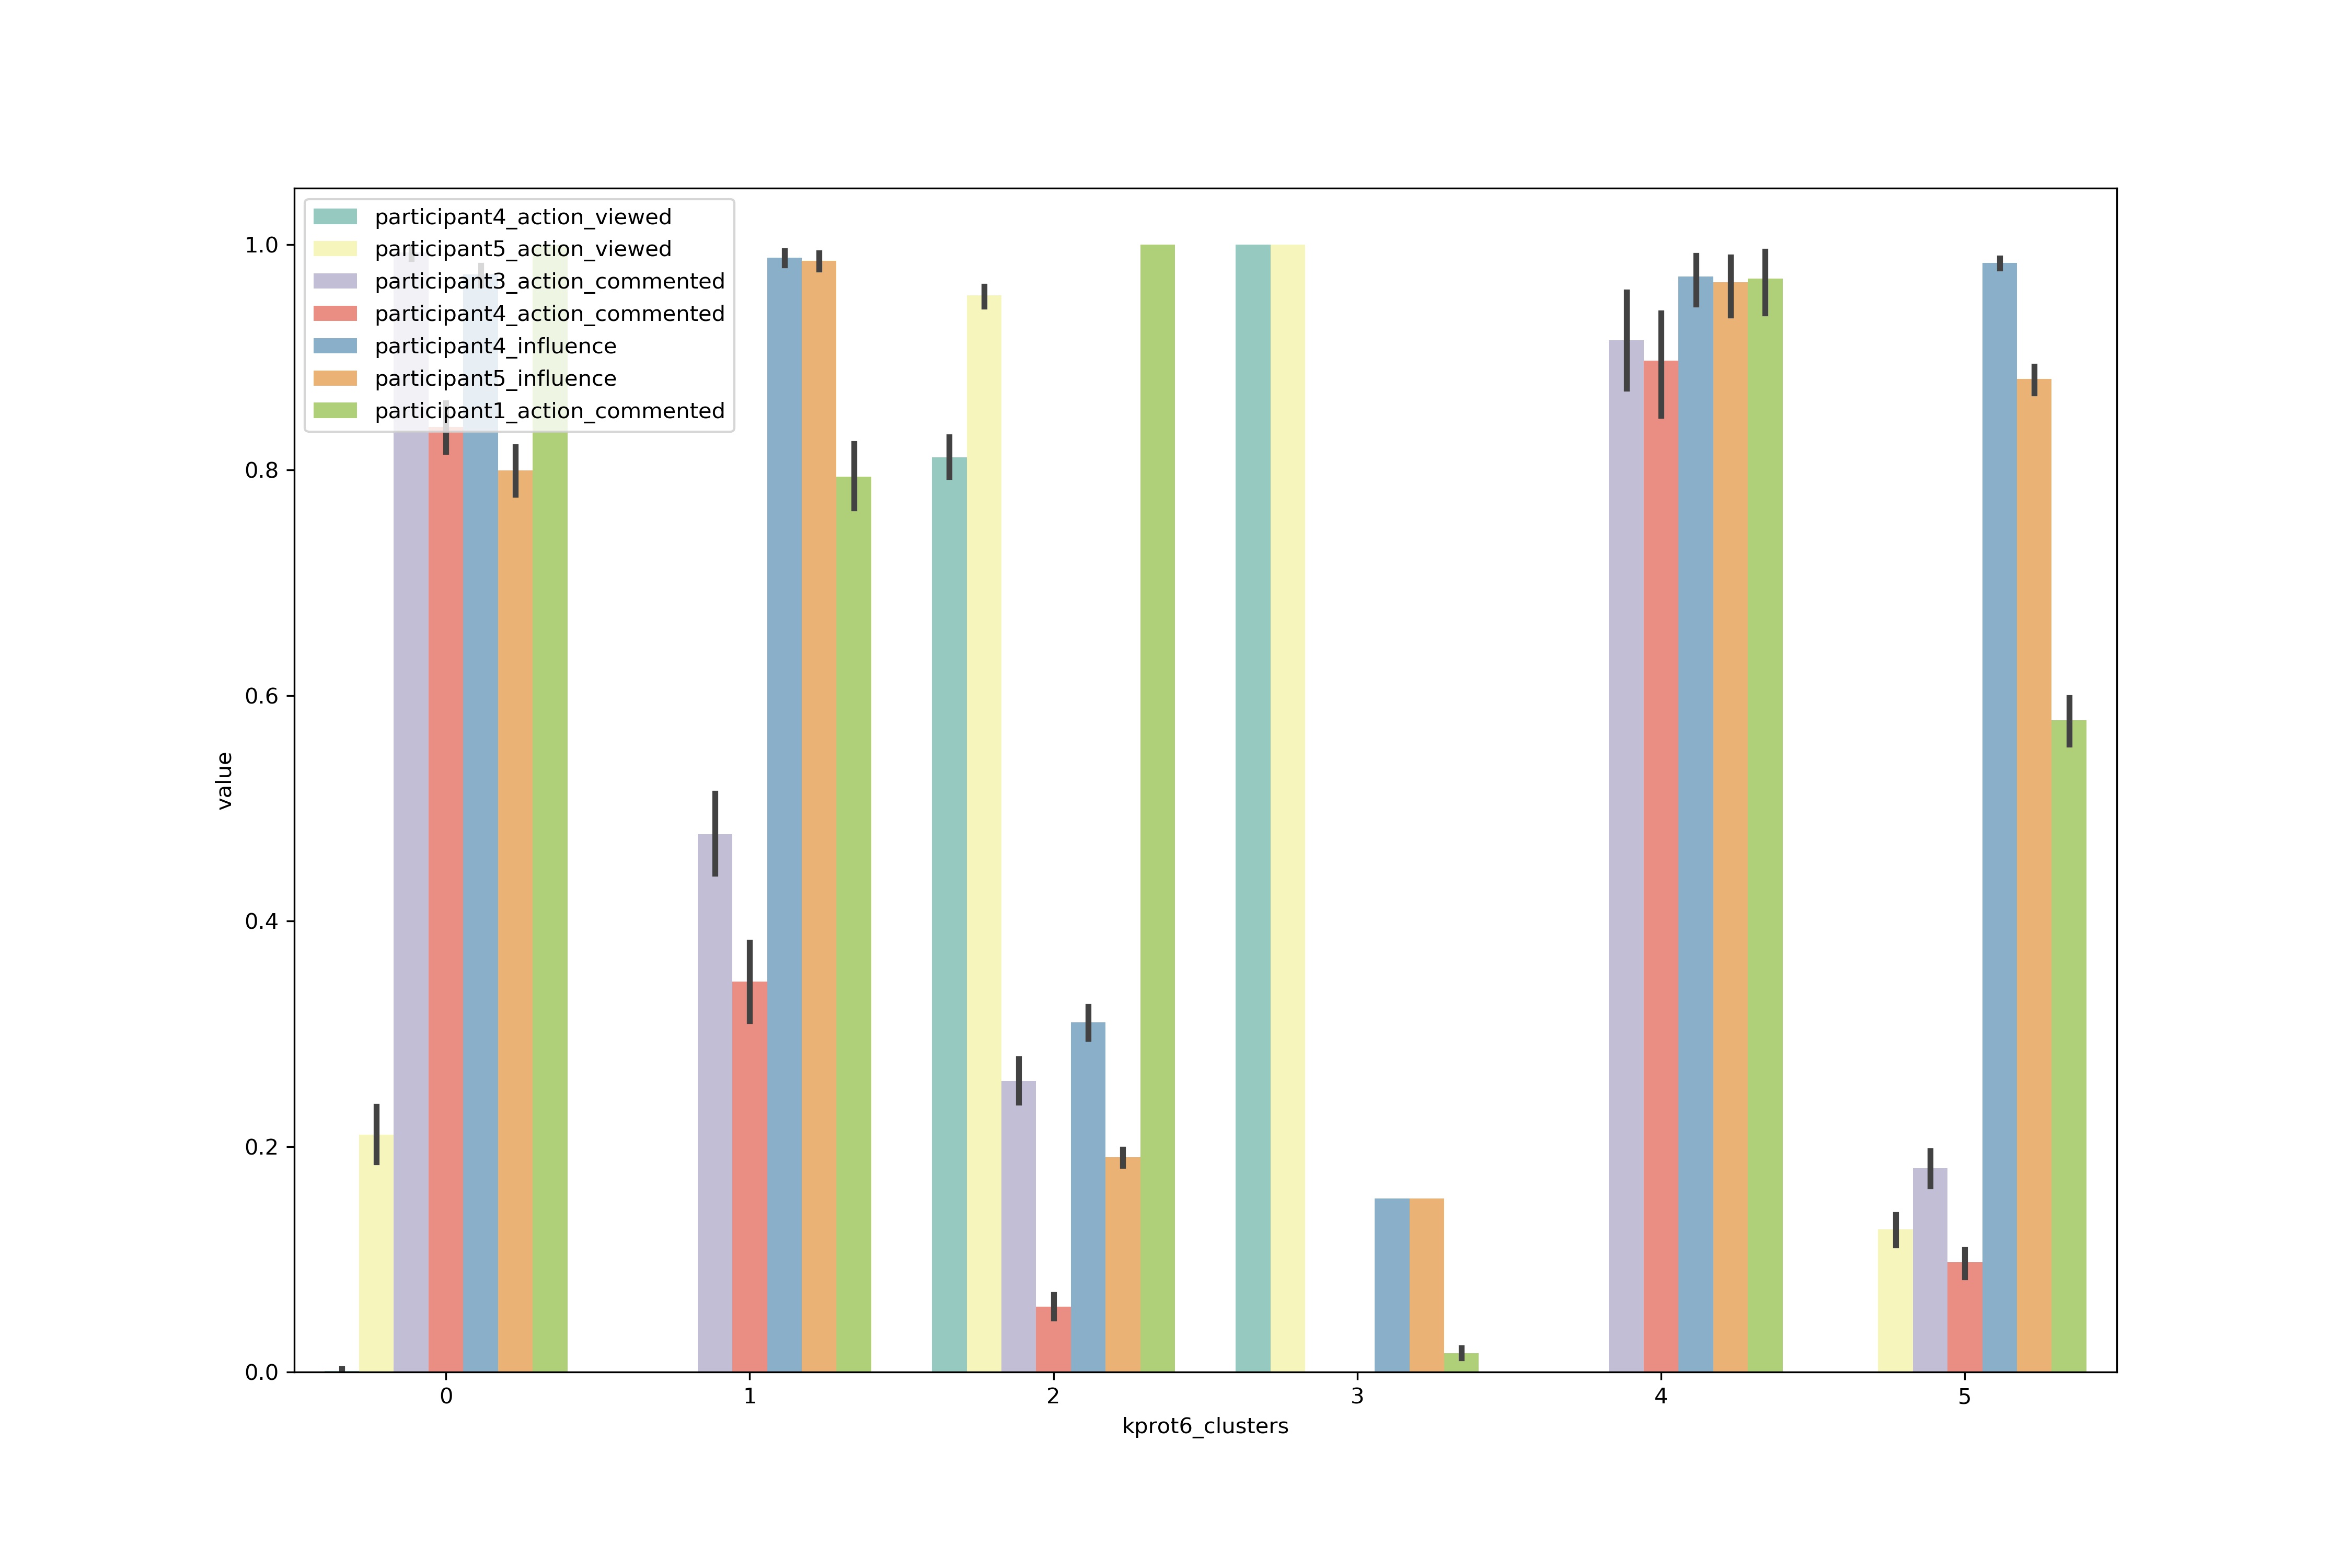 participant4_action_viewed
participant5_action_viewed
participant3_action_commented
participant4_action_commented
participant4_influence
participant5_influence
participant1_action_commented
1.0
0.8
0.6
0.4
0.2
0.0
value
0 1 2 3 4 5
kprot6_clusters